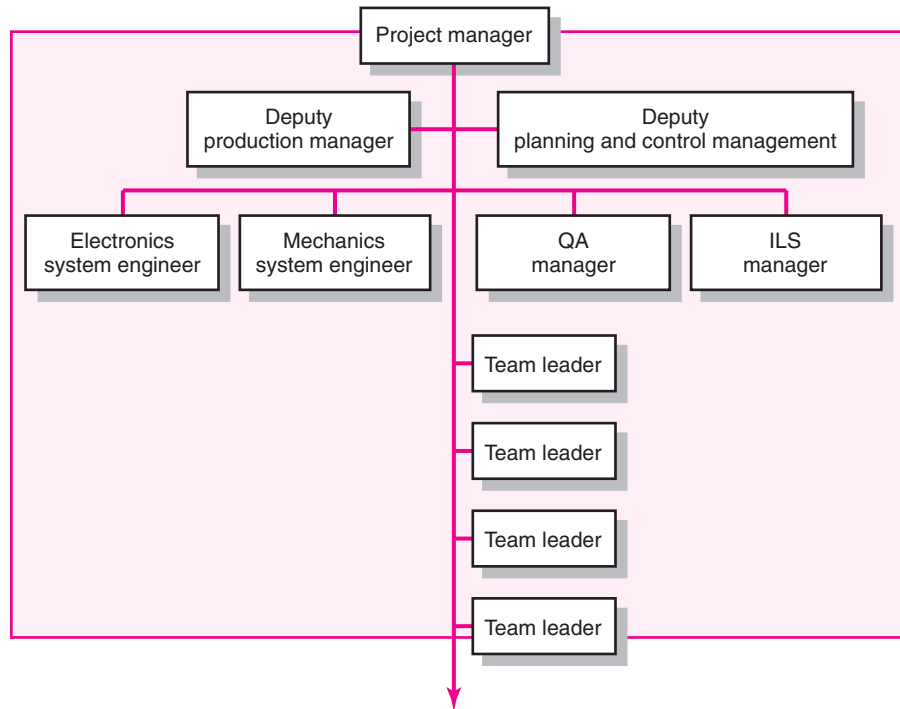 Project manager
Deputy
production manager
Deputy
planning and control management
Electronics
system engineer
Mechanics
system engineer
QA
manager
ILS
manager
Team leader
Team leader
Team leader
Team leader